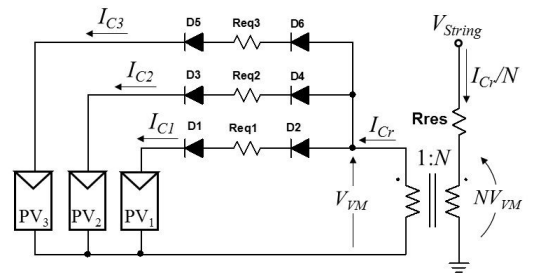 I_C3
D5
Req3
D6
V_String
I_C2
D3
Req2
D4
I_Cr/N
I_C1
D1
Req1
D2
I_Cr
Rres
1:N
PV_3
PV_2
PV_1
V_VM
NV_VM